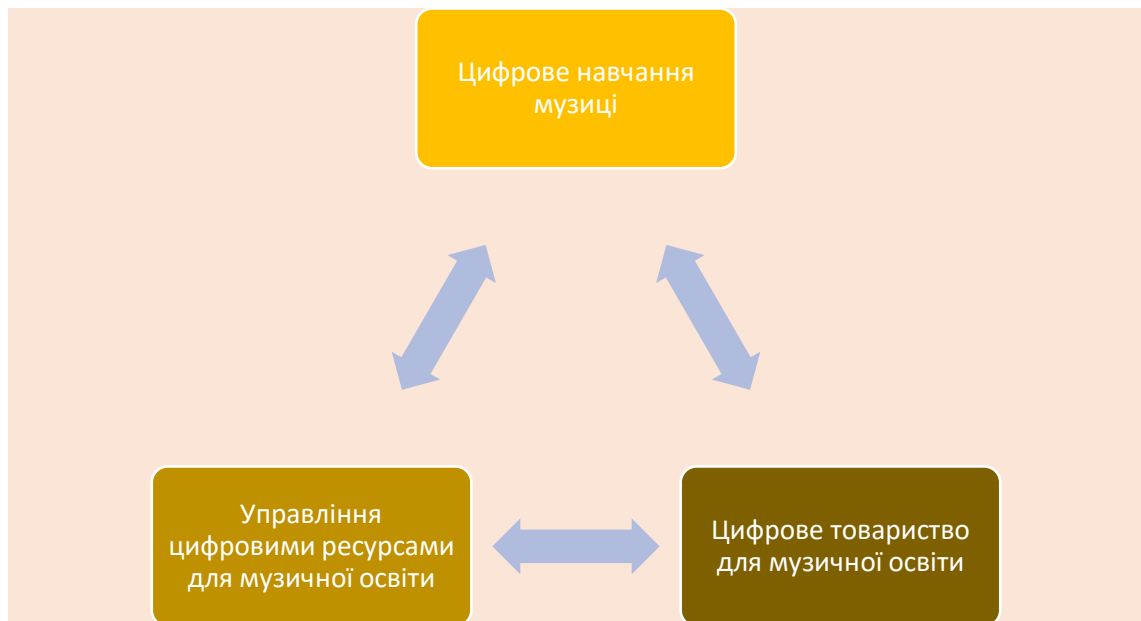 Цифрове навчання
музиці
Управління
цифровими ресурсами
для музичної освіти
Цифрове товариство
для музичної освіти